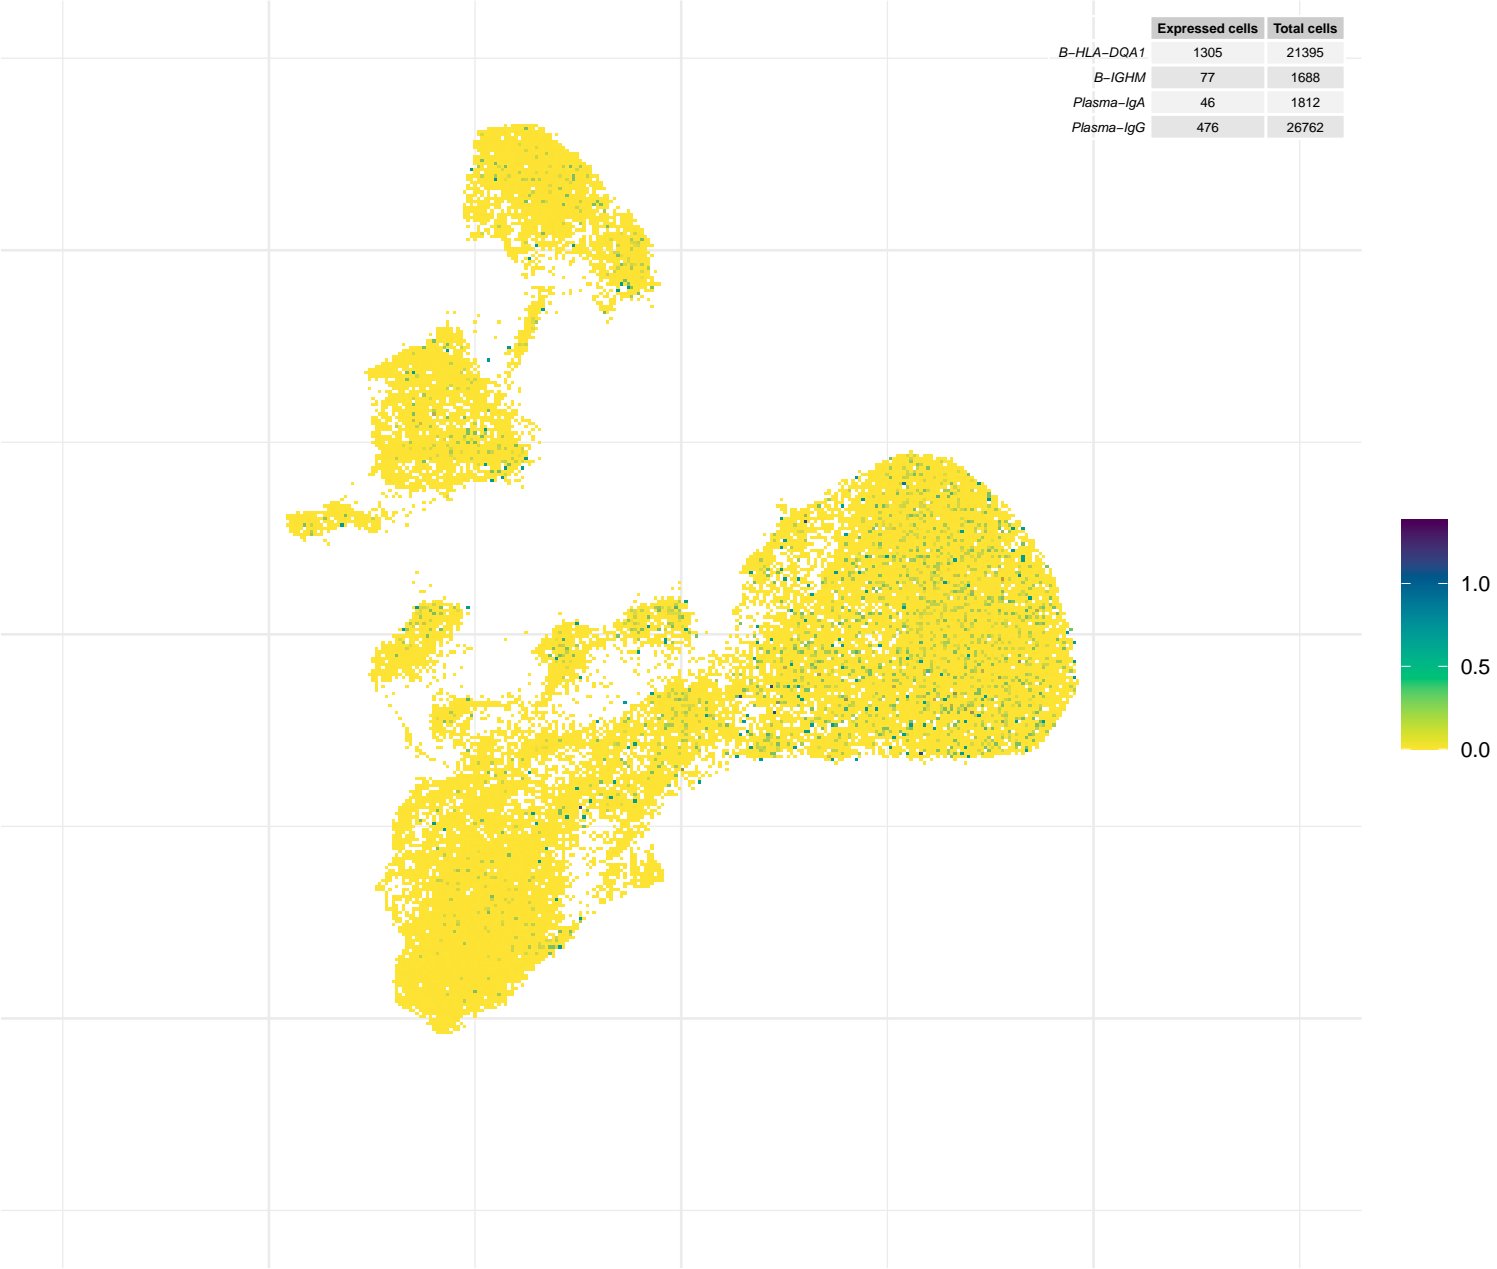 Expressed cells Total cells
B−HLA−DQA1 1305 21395
B−IGHM 77 1688
Plasma−IgA 46 1812
Plasma−IgG 476 26762
1.0
0.5
0.0